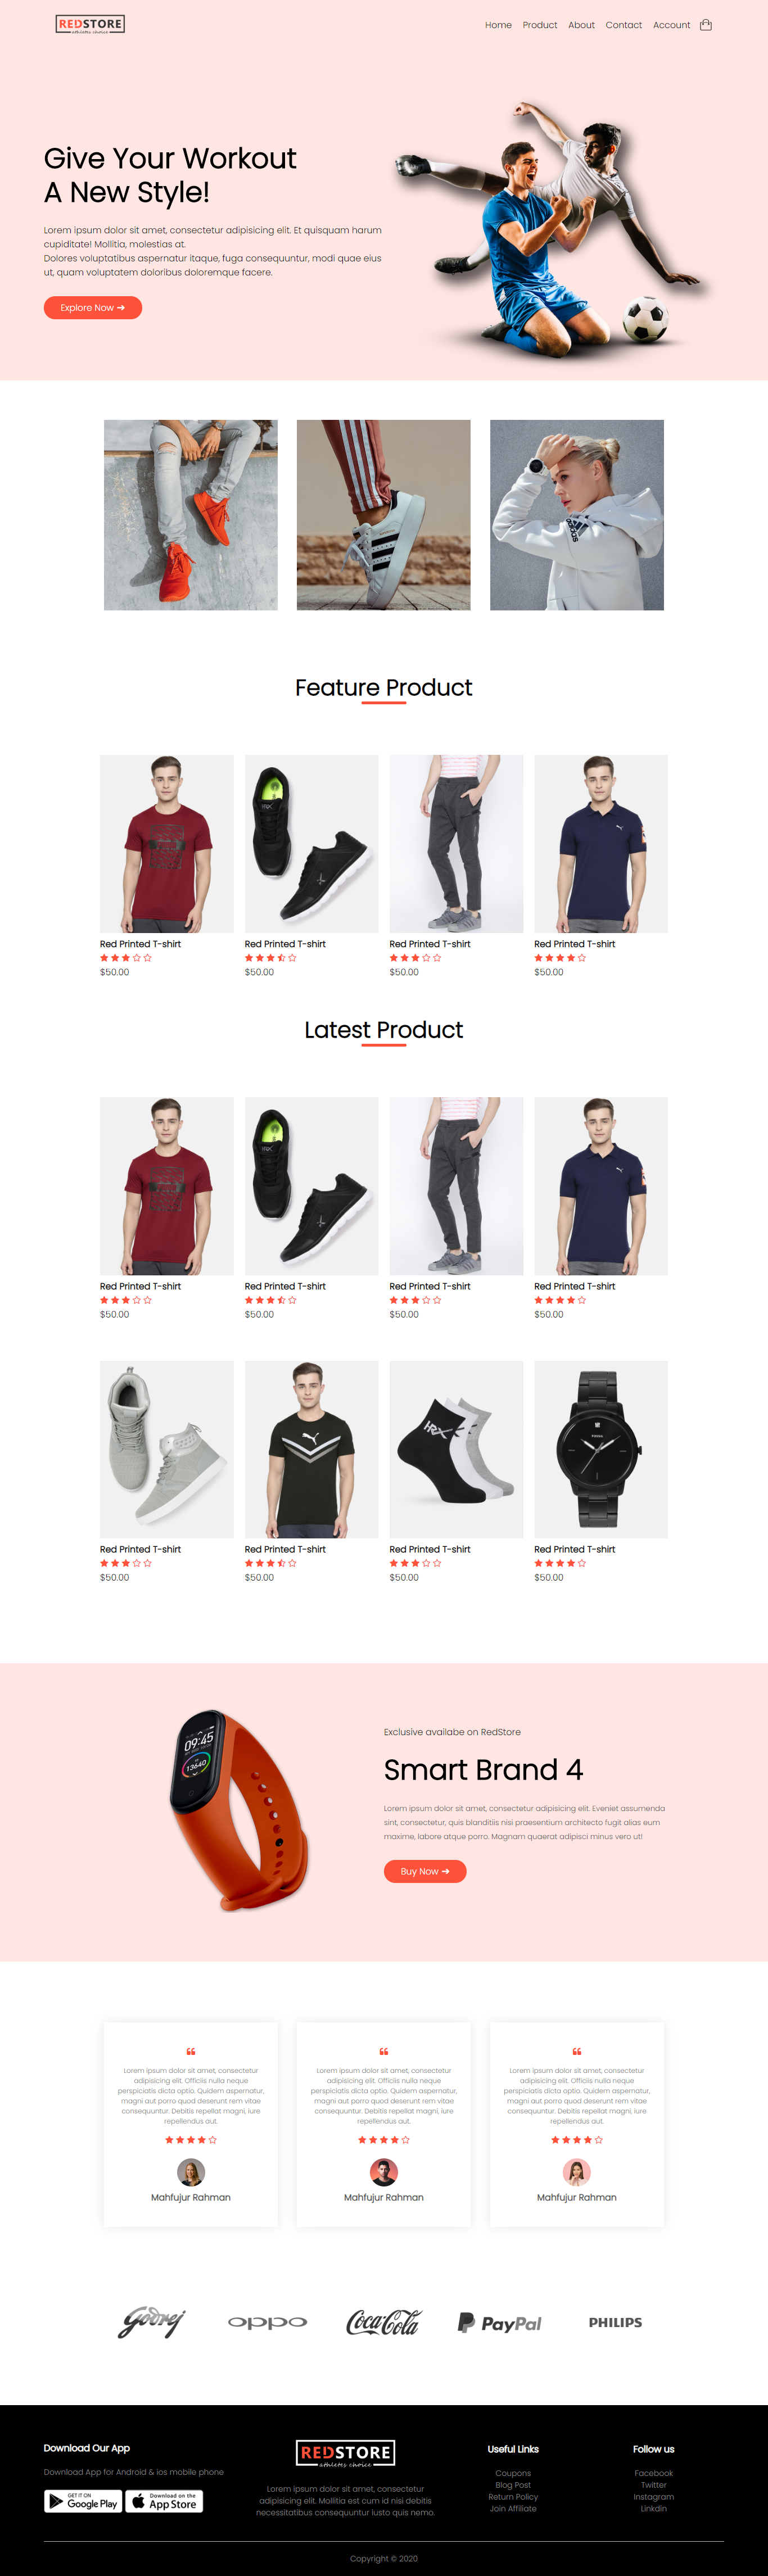 REDSTORE
athletes choice
Home Product About Contact Account
Give Your Workout
A New Style!
Lorem ipsum dolor sit amet, consectetur adipisicing elit. Et quisquam harum
cupiditate! Mollitia, molestias at.
Dolores voluptatibus aspernatur itaque, fuga consequuntur, modi quae eius
ut, quam voluptatem doloribus doloremque facere.
Explore Now ➔
adidas
Feature Product
Red Printed T-shirt Red Printed T-shirt Red Printed T-shirt Red Printed T-shirt
$50.00 $50.00 $50.00 $50.00
Latest Product
Red Printed T-shirt Red Printed T-shirt Red Printed T-shirt Red Printed T-shirt
$50.00 $50.00 $50.00 $50.00
HRX
FOSSIL
Red Printed T-shirt Red Printed T-shirt Red Printed T-shirt Red Printed T-shirt
$50.00 $50.00 $50.00 $50.00
09:45
13640
Exclusive availabe on RedStore
Smart Brand 4
Lorem ipsum dolor sit amet, consectetur adipisicing elit. Eveniet assumenda
sint, consectetur, quis blanditiis nisi praesentium architecto fugit alias eum
maxime, labore atque porro. Magnam quaerat adipisci minus vero ut!
Buy Now ➔
Lorem ipsum dolor sit amet, consectetur
adipisicing elit. Officiis nulla neque
perspiciatis dicta optio. Quidem aspernatur,
magni aut porro quod deserunt rem vitae
consequuntur. Debitis repellat magni, iure
repellendus aut.
Mahfujur Rahman
Lorem ipsum dolor sit amet, consectetur
adipisicing elit. Officiis nulla neque
perspiciatis dicta optio. Quidem aspernatur,
magni aut porro quod deserunt rem vitae
consequuntur. Debitis repellat magni, iure
repellendus aut.
Mahfujur Rahman
Lorem ipsum dolor sit amet, consectetur
adipisicing elit. Officiis nulla neque
perspiciatis dicta optio. Quidem aspernatur,
magni aut porro quod deserunt rem vitae
consequuntur. Debitis repellat magni, iure
repellendus aut.
Mahfujur Rahman
Godrej oppo Coca-Cola PayPal PHILIPS
Download Our App
Download App for Android & ios mobile phone
GET IT ON
Google Play
Download on the
App Store
REDSTORE
athletes choice
Lorem ipsum dolor sit amet, consectetur
adipisicing elit. Mollitia est cum id nisi debitis
necessitatibus consequuntur iusto quis nemo.
Useful Links
Coupons
Blog Post
Return Policy
Join Affiliate
Follow us
Facebook
Twitter
Instagram
Linkdin
Copyright © 2020